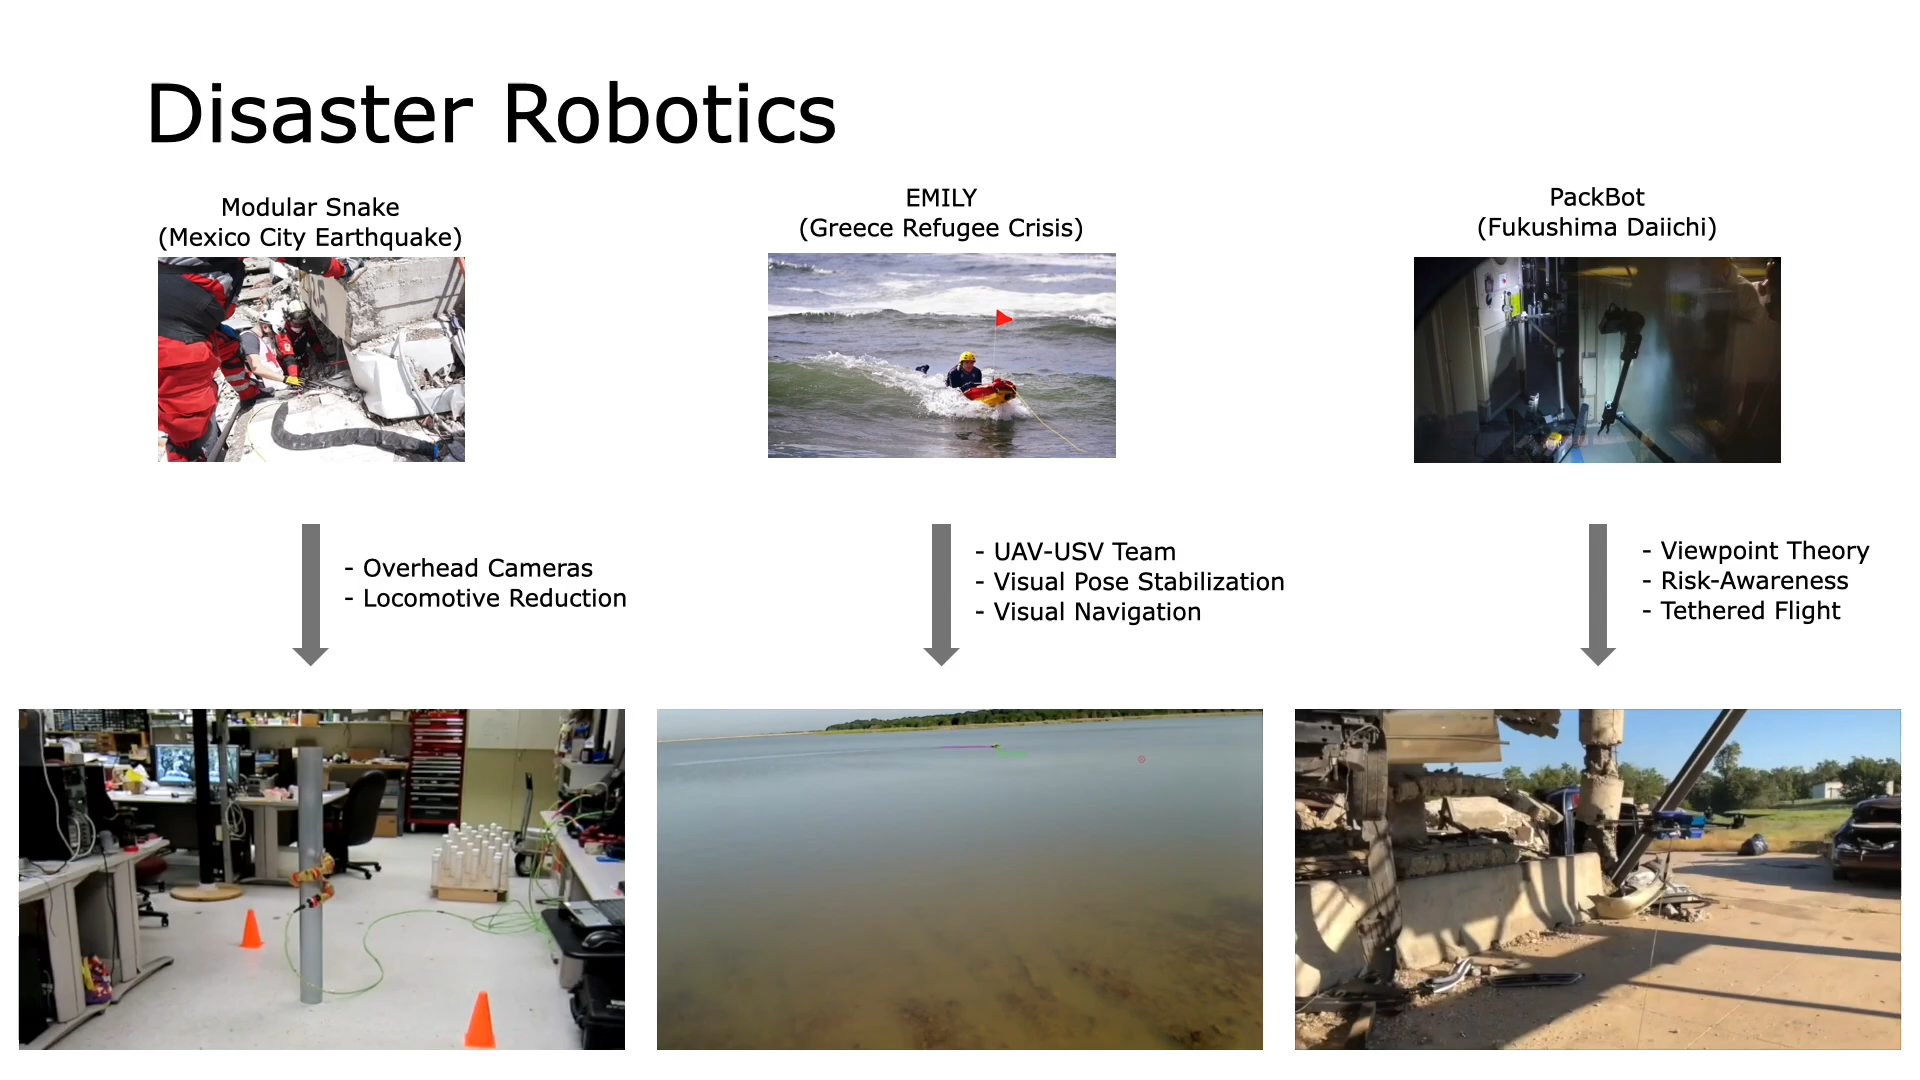 Disaster Robotics
Modular Snake
(Mexico City Earthquake)
EMILY
(Greece Refugee Crisis)
PackBot
(Fukushima Daiichi)
- Overhead Cameras
- Locomotive Reduction
- UAV-USV Team
- Visual Pose Stabilization
- Visual Navigation
- Viewpoint Theory
- Risk-Awareness
- Tethered Flight